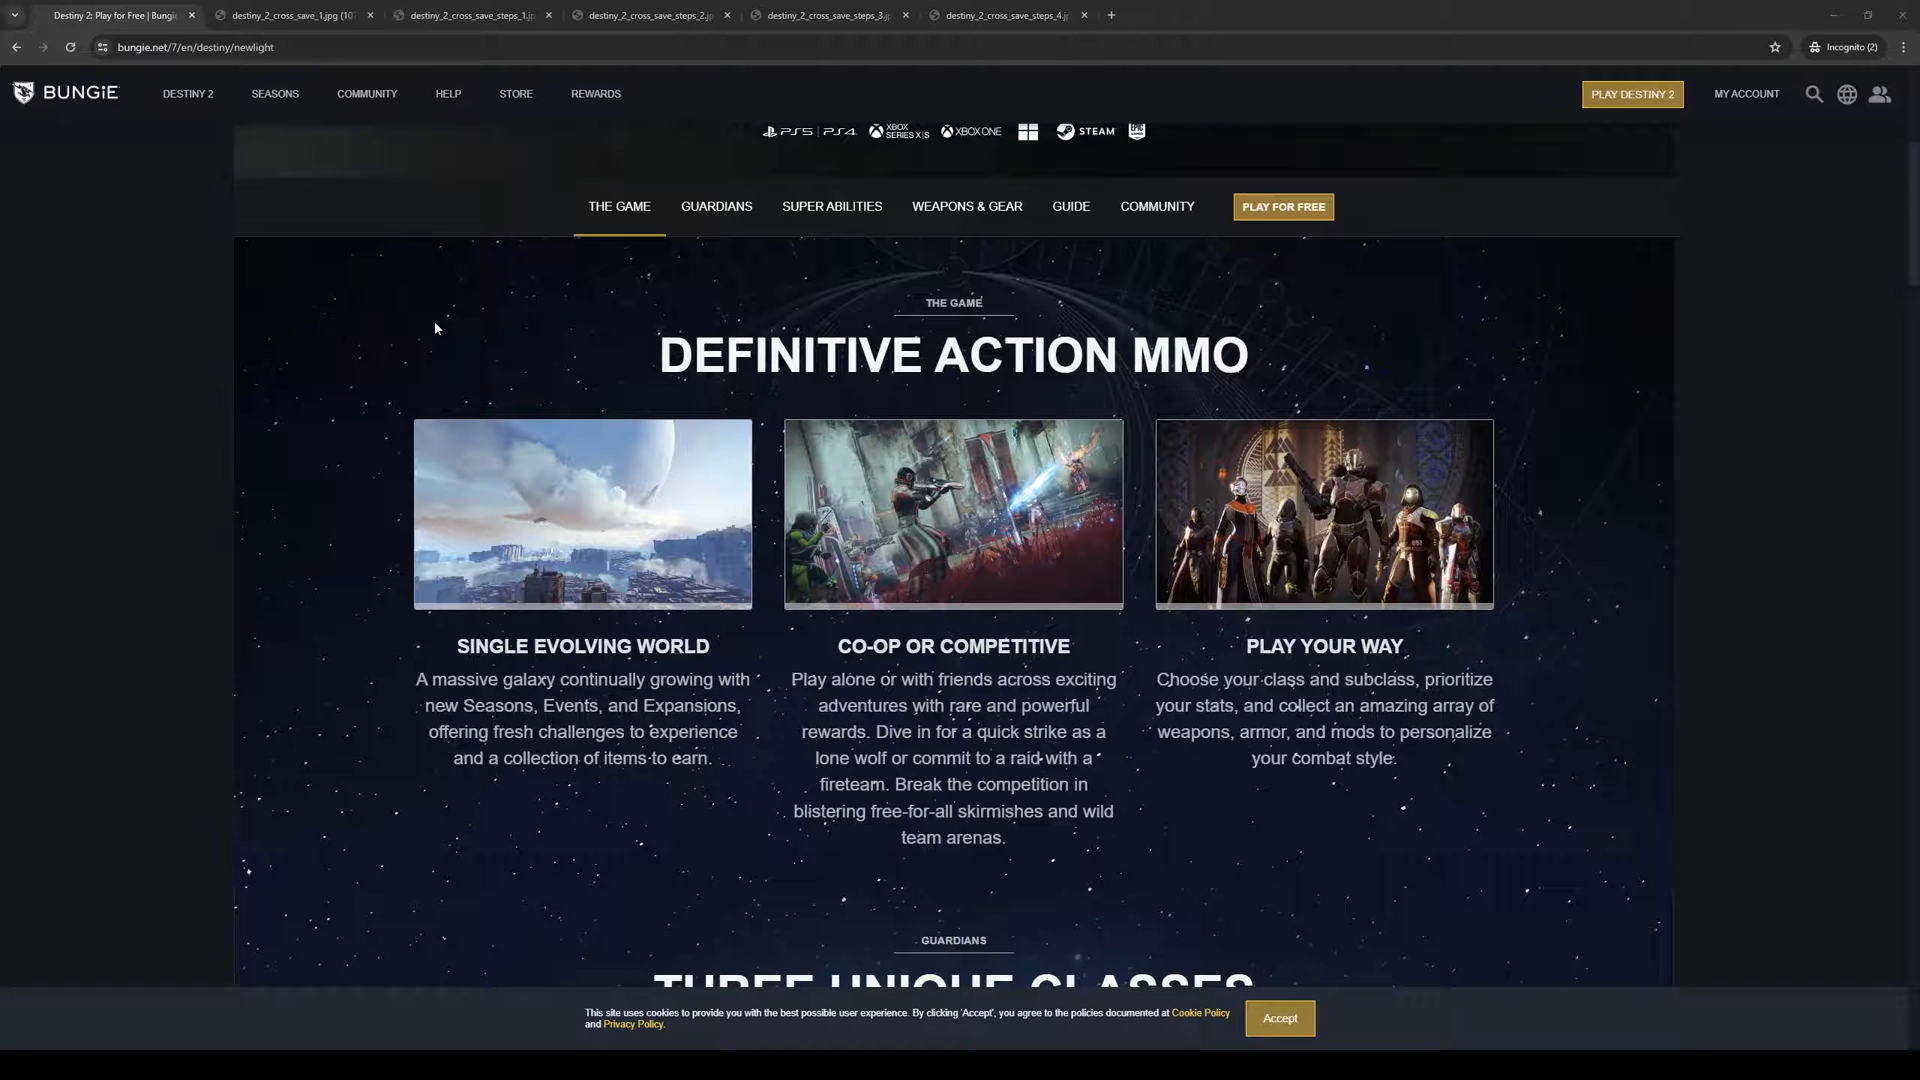 Destiny 2: Play for Free | Bungi
destiny_2_cross_save_1.jpg (107
destiny_2_cross_save_steps_1.jp
destiny_2_cross_save_steps_2.jp
destiny_2_cross_save_steps_3.jp
destiny_2_cross_save_steps_4.jp
bungie.net/7/en/destiny/newlight
Incognito (2)
BUNGiE
DESTINY 2
SEASONS
COMMUNITY
HELP
STORE
REWARDS
PLAY DESTINY 2
MY ACCOUNT
PS5 | PS4
XBOX SERIES X|S
XBOX ONE
STEAM
EPIC GAMES
THE GAME
GUARDIANS
SUPER ABILITIES
WEAPONS & GEAR
GUIDE
COMMUNITY
PLAY FOR FREE
THE GAME
DEFINITIVE ACTION MMO
SINGLE EVOLVING WORLD
A massive galaxy continually growing with
new Seasons, Events, and Expansions,
offering fresh challenges to experience
and a collection of items to earn.
CO-OP OR COMPETITIVE
Play alone or with friends across exciting
adventures with rare and powerful
rewards. Dive in for a quick strike as a
lone wolf or commit to a raid with a
fireteam. Break the competition in
blistering free-for-all skirmishes and wild
team arenas.
PLAY YOUR WAY
Choose your class and subclass, prioritize
your stats, and collect an amazing array of
weapons, armor, and mods to personalize
your combat style.
GUARDIANS
THREE UNIQUE CLASSES
This site uses cookies to provide you with the best possible user experience. By clicking 'Accept', you agree to the policies documented at Cookie Policy
and Privacy Policy.
Accept